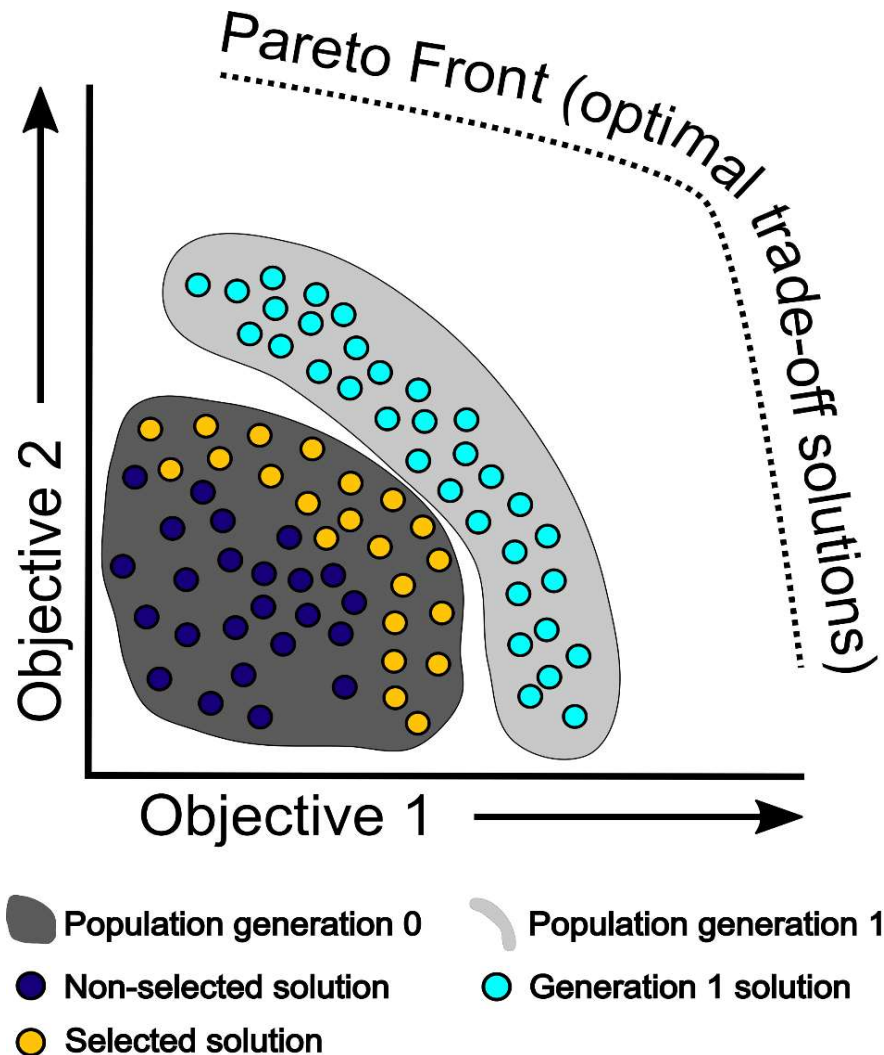 Pareto Front (optimal trade-off solutions)
Objective 2
Objective 1
Population generation 0
Population generation 1
Non-selected solution
Generation 1 solution
Selected solution